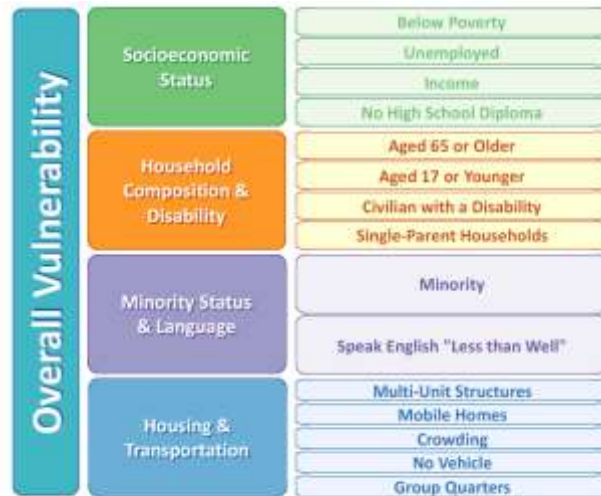 Overall Vulnerability
Socioeconomic
Status
Below Poverty
Unemployed
Income
No High School Diploma
Household
Composition &
Disability
Aged 65 or Older
Aged 17 or Younger
Civilian with a Disability
Single-Parent Households
Minority Status
& Language
Minority
Speak English "Less than Well"
Housing &
Transportation
Multi-Unit Structures
Mobile Homes
Crowding
No Vehicle
Group Quarters